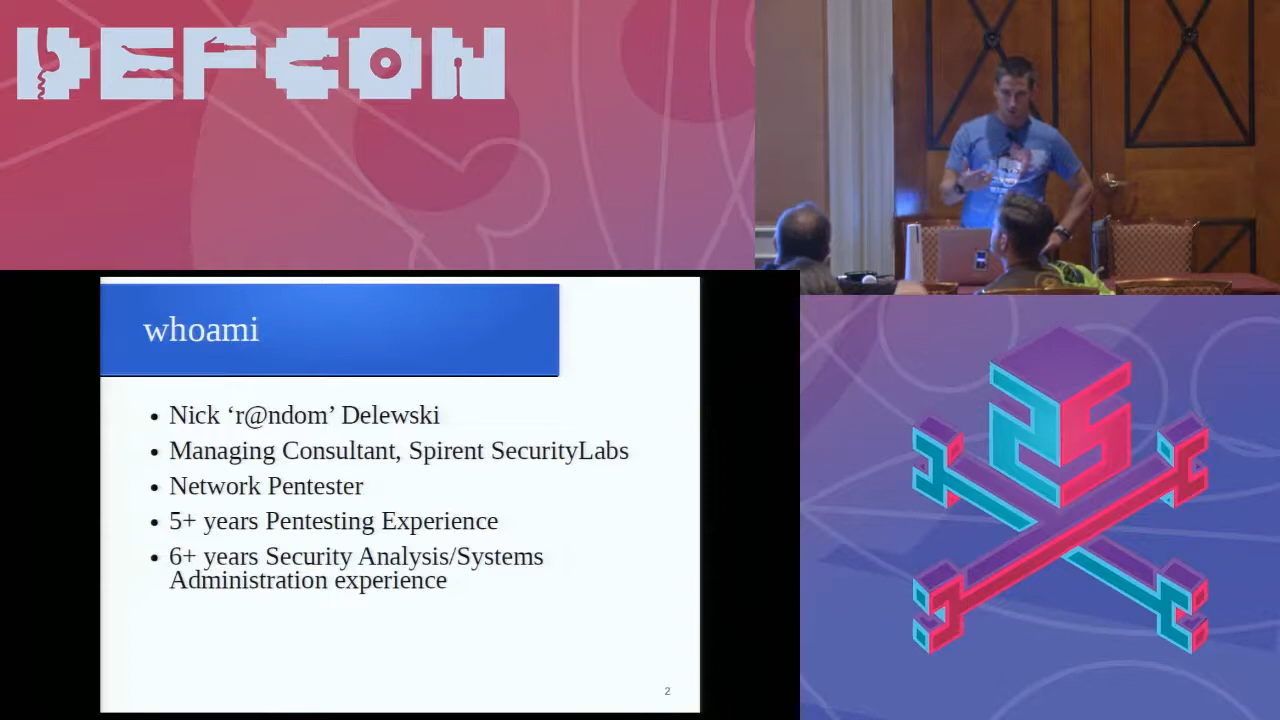 DEFCON
whoami
Nick ‘r@ndom’ Delewski
Managing Consultant, Spirent SecurityLabs
Network Pentester
5+ years Pentesting Experience
6+ years Security Analysis/Systems
Administration experience
2
25